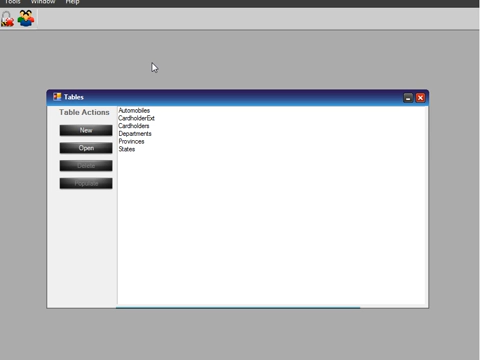 Tools Window Help
Tables
Table Actions
New
Open
Delete
Populate
Automobiles
CardholderExt
Cardholders
Departments
Provinces
States